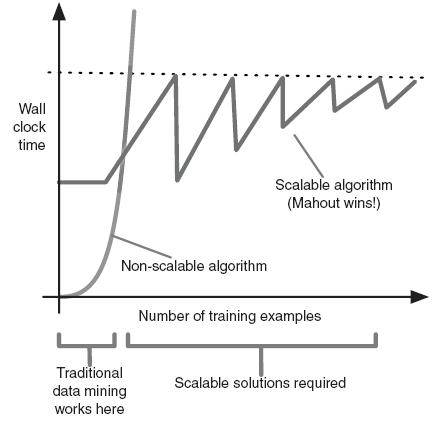 Wall
clock
time
Scalable algorithm
(Mahout wins!)
Non-scalable algorithm
Number of training examples
Traditional
data mining
works here
Scalable solutions required